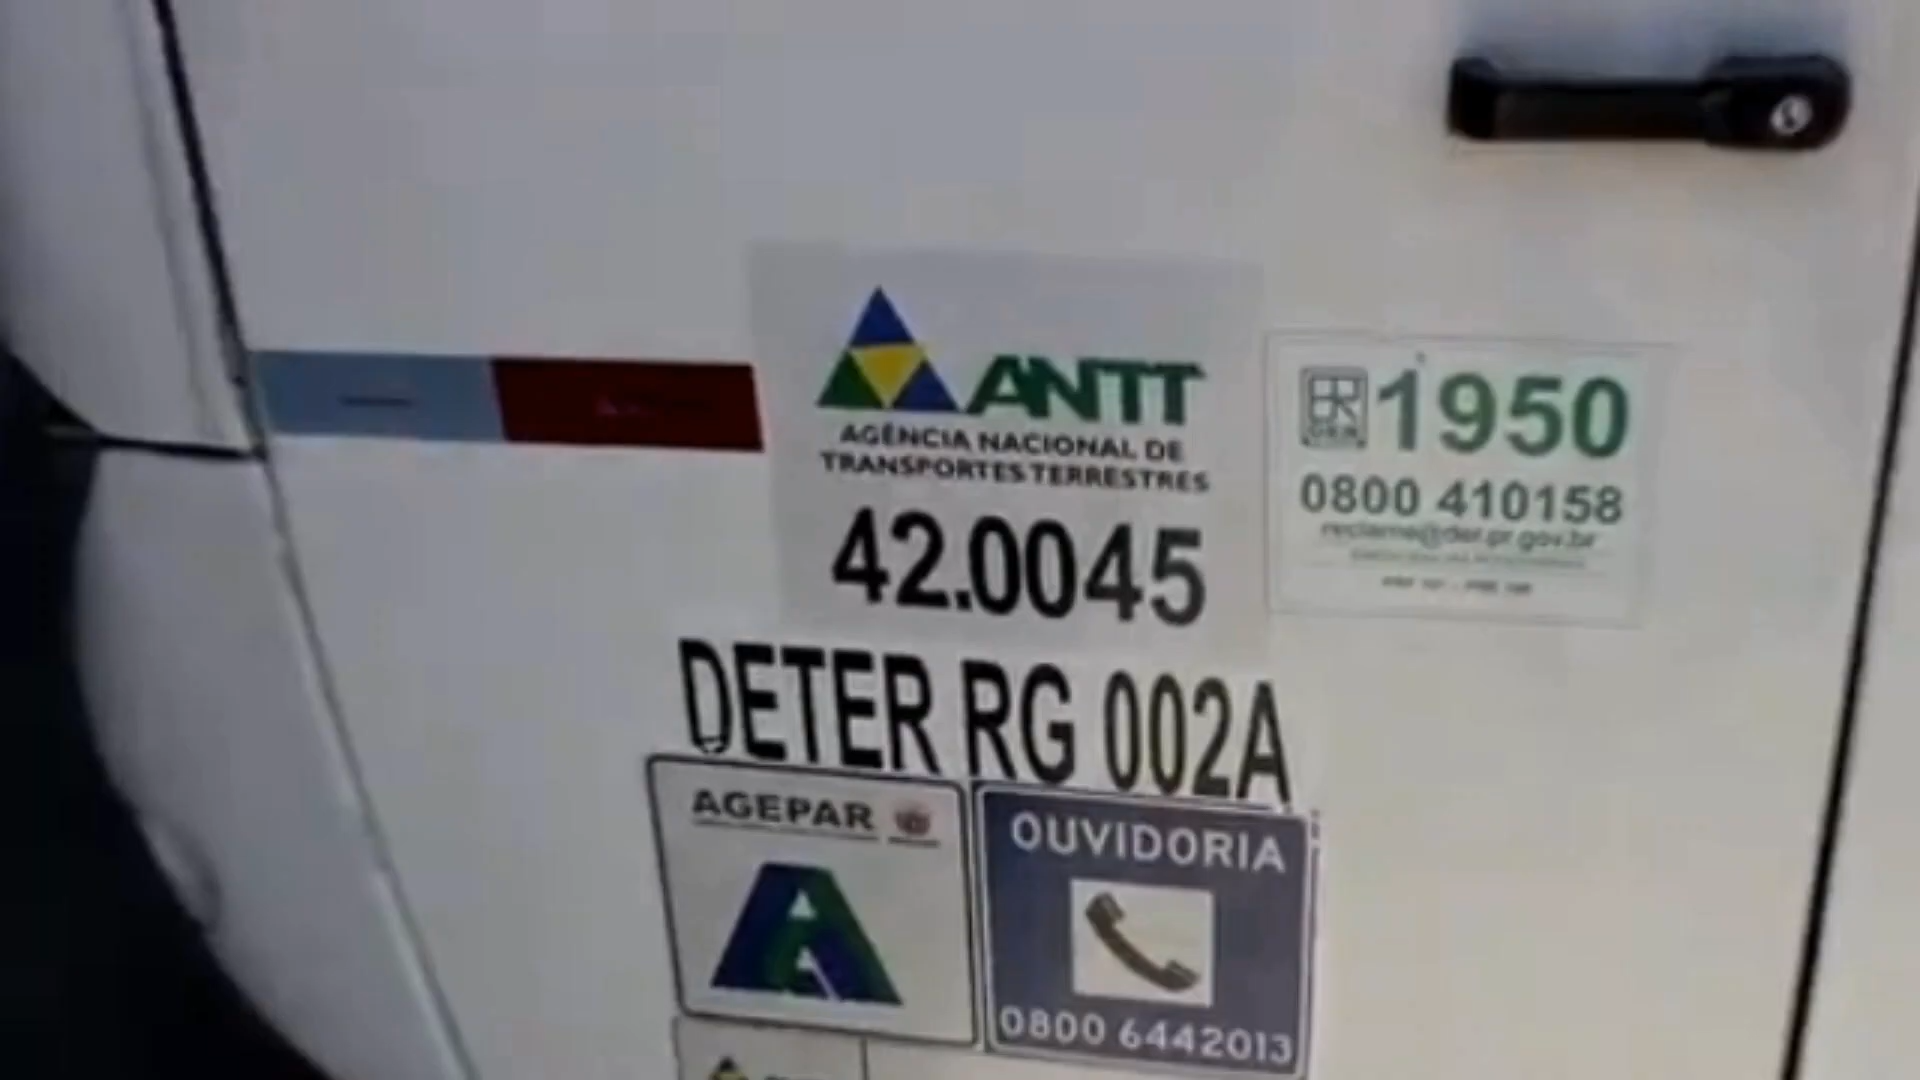 ANTT
AGÊNCIA NACIONAL DE
TRANSPORTES TERRESTRES
42.0045
1950
0800 410158
reclame@der.pr.gov.br
DETER RG 002A
AGEPAR
OUVIDORIA
0800 6442013